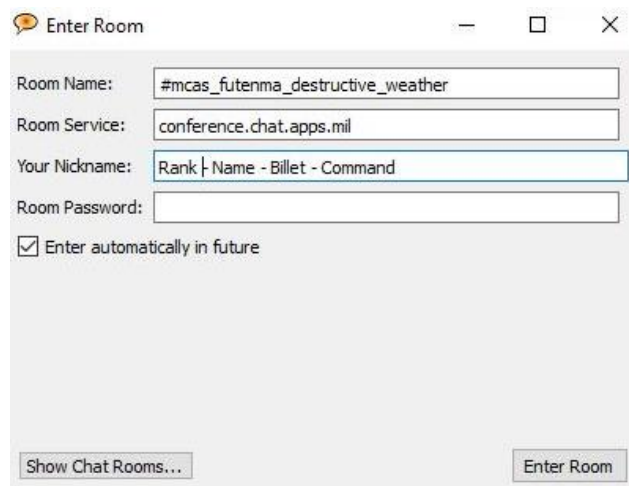 Enter Room
Room Name: #mcas_futenma_destructive_weather
Room Service: conference.chat.apps.mil
Your Nickname: Rank - Name - Billet - Command
Room Password:
Enter automatically in future
Show Chat Rooms... Enter Room